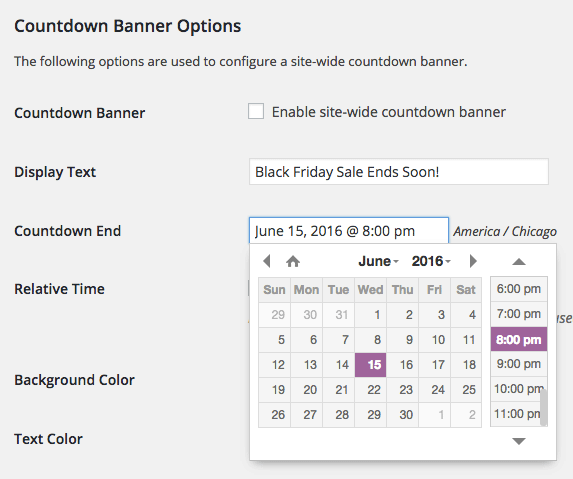 Countdown Banner Options
The following options are used to configure a site-wide countdown banner.
Countdown Banner
Enable site-wide countdown banner
Display Text
Black Friday Sale Ends Soon!
Countdown End
June 15, 2016 @ 8:00 pm
America / Chicago
June 2016
Sun Mon Tue Wed Thu Fri Sat
29 30 31 1 2 3 4
5 6 7 8 9 10 11
12 13 14 15 16 17 18
19 20 21 22 23 24 25
26 27 28 29 30 1 2
6:00 pm
7:00 pm
8:00 pm
9:00 pm
10:00 pm
11:00 pm
Relative Time
Background Color
Text Color